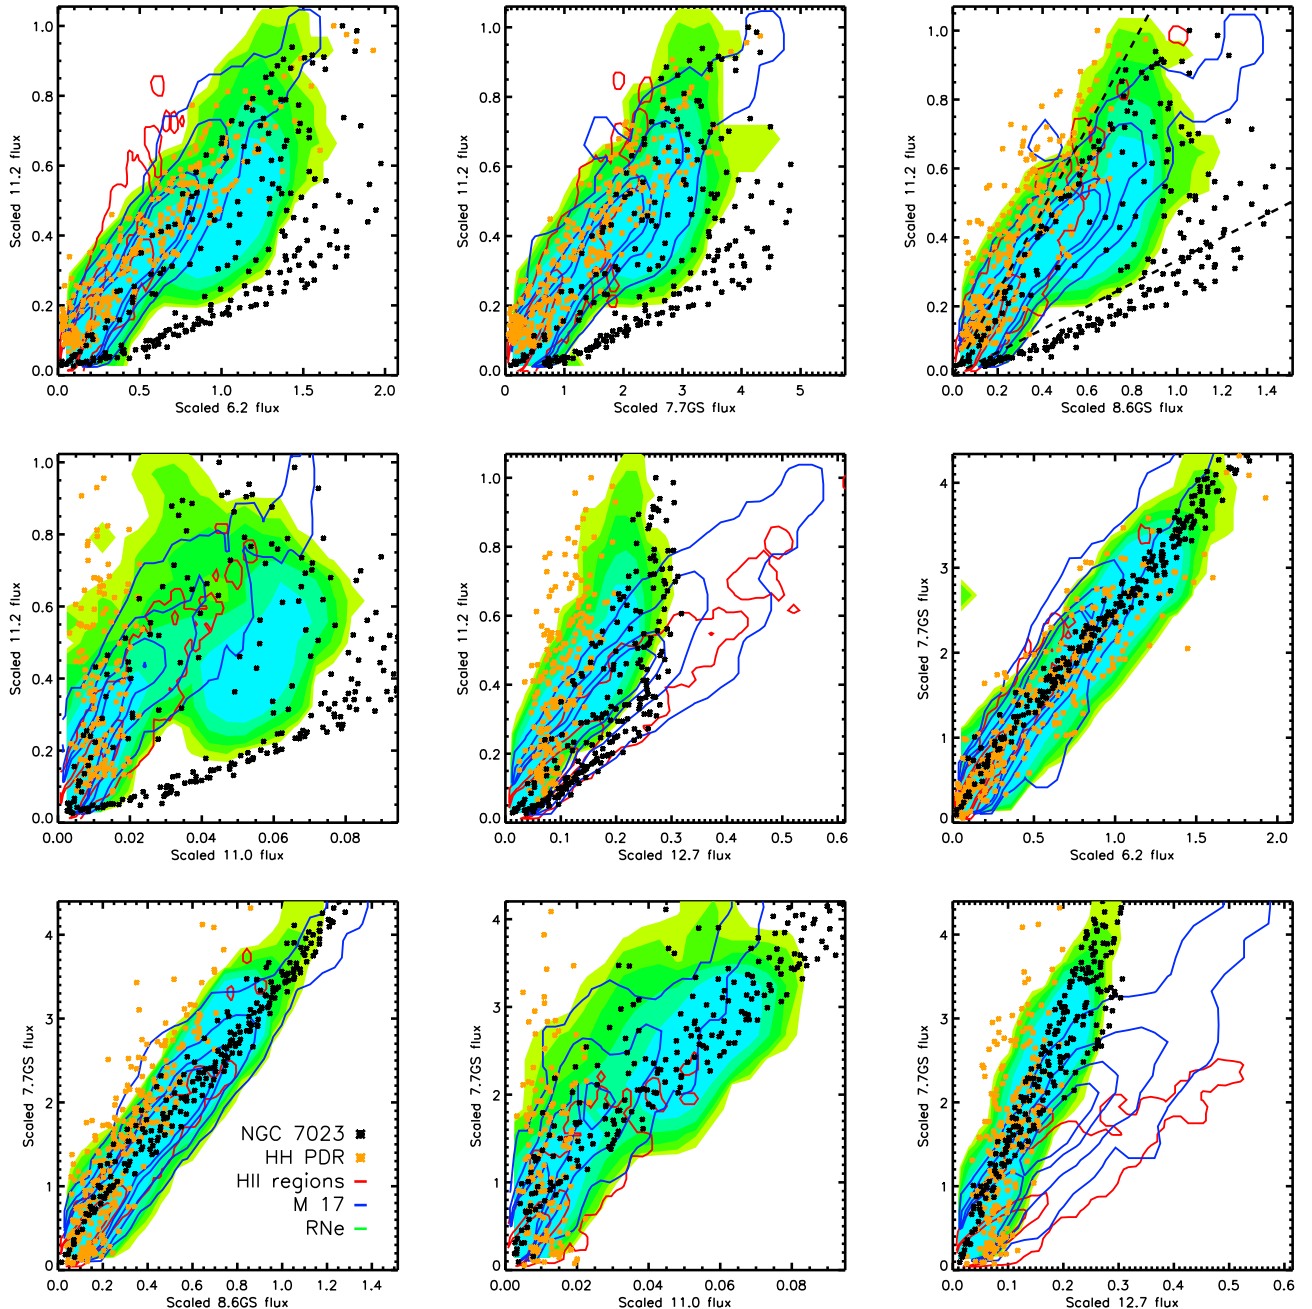 1.0
0.8
0.6
0.4
0.2
0.0
Scaled 11.2 flux
0.0 0.5 1.0 1.5 2.0
Scaled 6.2 flux
1.0
0.8
0.6
0.4
0.2
0.0
Scaled 11.2 flux
0 1 2 3 4 5
Scaled 7.7GS flux
1.0
0.8
0.6
0.4
0.2
0.0
Scaled 11.2 flux
0.0 0.2 0.4 0.6 0.8 1.0 1.2 1.4
Scaled 8.6GS flux
1.0
0.8
0.6
0.4
0.2
0.0
Scaled 11.2 flux
0.00 0.02 0.04 0.06 0.08
Scaled 11.0 flux
1.0
0.8
0.6
0.4
0.2
0.0
Scaled 11.2 flux
0.0 0.1 0.2 0.3 0.4 0.5 0.6
Scaled 12.7 flux
4
3
2
1
0
Scaled 7.7GS flux
0.0 0.5 1.0 1.5 2.0
Scaled 6.2 flux
4
3
2
1
0
Scaled 7.7GS flux
NGC 7023
HH PDR
HII regions
M 17
RNe
0.0 0.2 0.4 0.6 0.8 1.0 1.2 1.4
Scaled 8.6GS flux
4
3
2
1
0
Scaled 7.7GS flux
0.00 0.02 0.04 0.06 0.08
Scaled 11.0 flux
4
3
2
1
0
Scaled 7.7GS flux
0.0 0.1 0.2 0.3 0.4 0.5 0.6
Scaled 12.7 flux